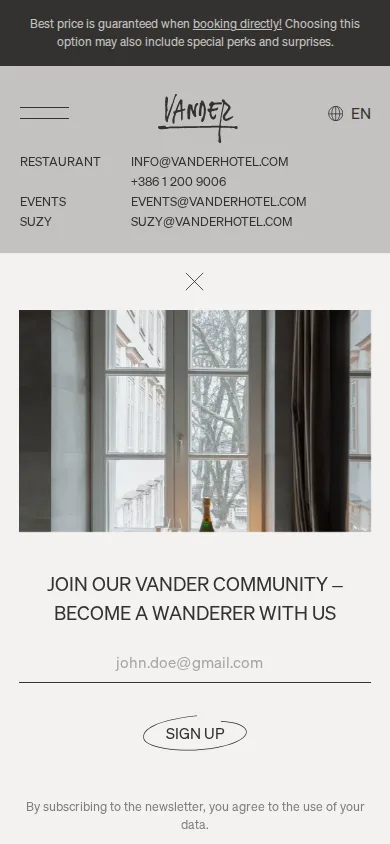 Best price is guaranteed when booking directly! Choosing this
option may also include special perks and surprises.
VANDER
EN
RESTAURANT INFO@VANDERHOTEL.COM
+386 1 200 9006
EVENTS EVENTS@VANDERHOTEL.COM
SUZY SUZY@VANDERHOTEL.COM
JOIN OUR VANDER COMMUNITY –
BECOME A WANDERER WITH US
john.doe@gmail.com
SIGN UP
By subscribing to the newsletter, you agree to the use of your
data.